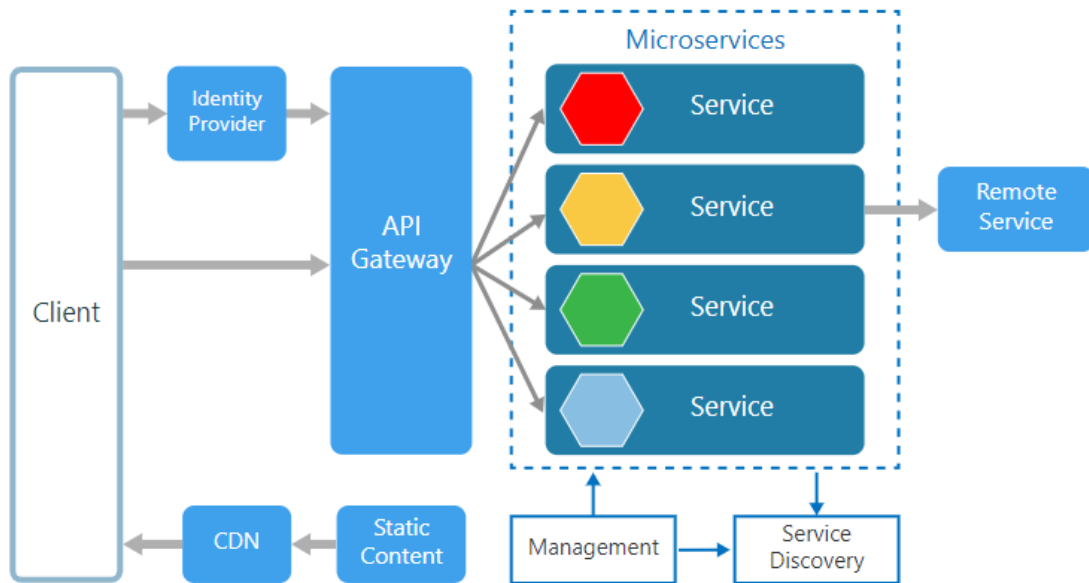 Microservices
Identity
Provider
API
Gateway
Service
Service
Service
Service
Remote
Service
Client
CDN
Static
Content
Management
Service
Discovery